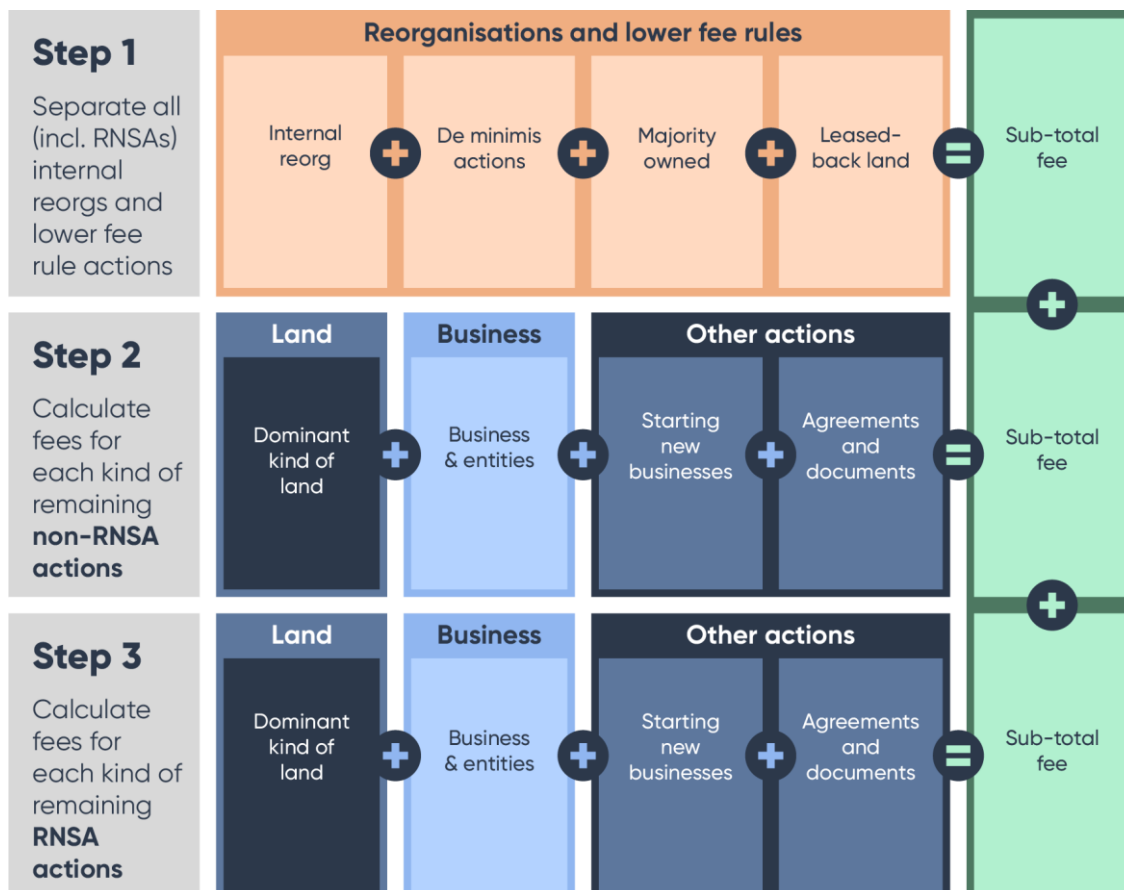 Step 1
Separate all
(incl. RNSAs)
internal
reorgs and
lower fee
rule actions
Reorganisations and lower fee rules
Internal
reorg
+
De minimis
actions
+
Majority
owned
+
Leased-
back land
=
Sub-total
fee
+
Step 2
Calculate
fees for
each kind of
remaining
non-RNSA
actions
Land
Dominant
kind of
land
+
Business
Business
& entities
+
Other actions
Starting
new
businesses
+
Agreements
and
documents
=
Sub-total
fee
+
Step 3
Calculate
fees for
each kind of
remaining
RNSA
actions
Land
Dominant
kind of
land
+
Business
Business
& entities
+
Other actions
Starting
new
businesses
+
Agreements
and
documents
=
Sub-total
fee